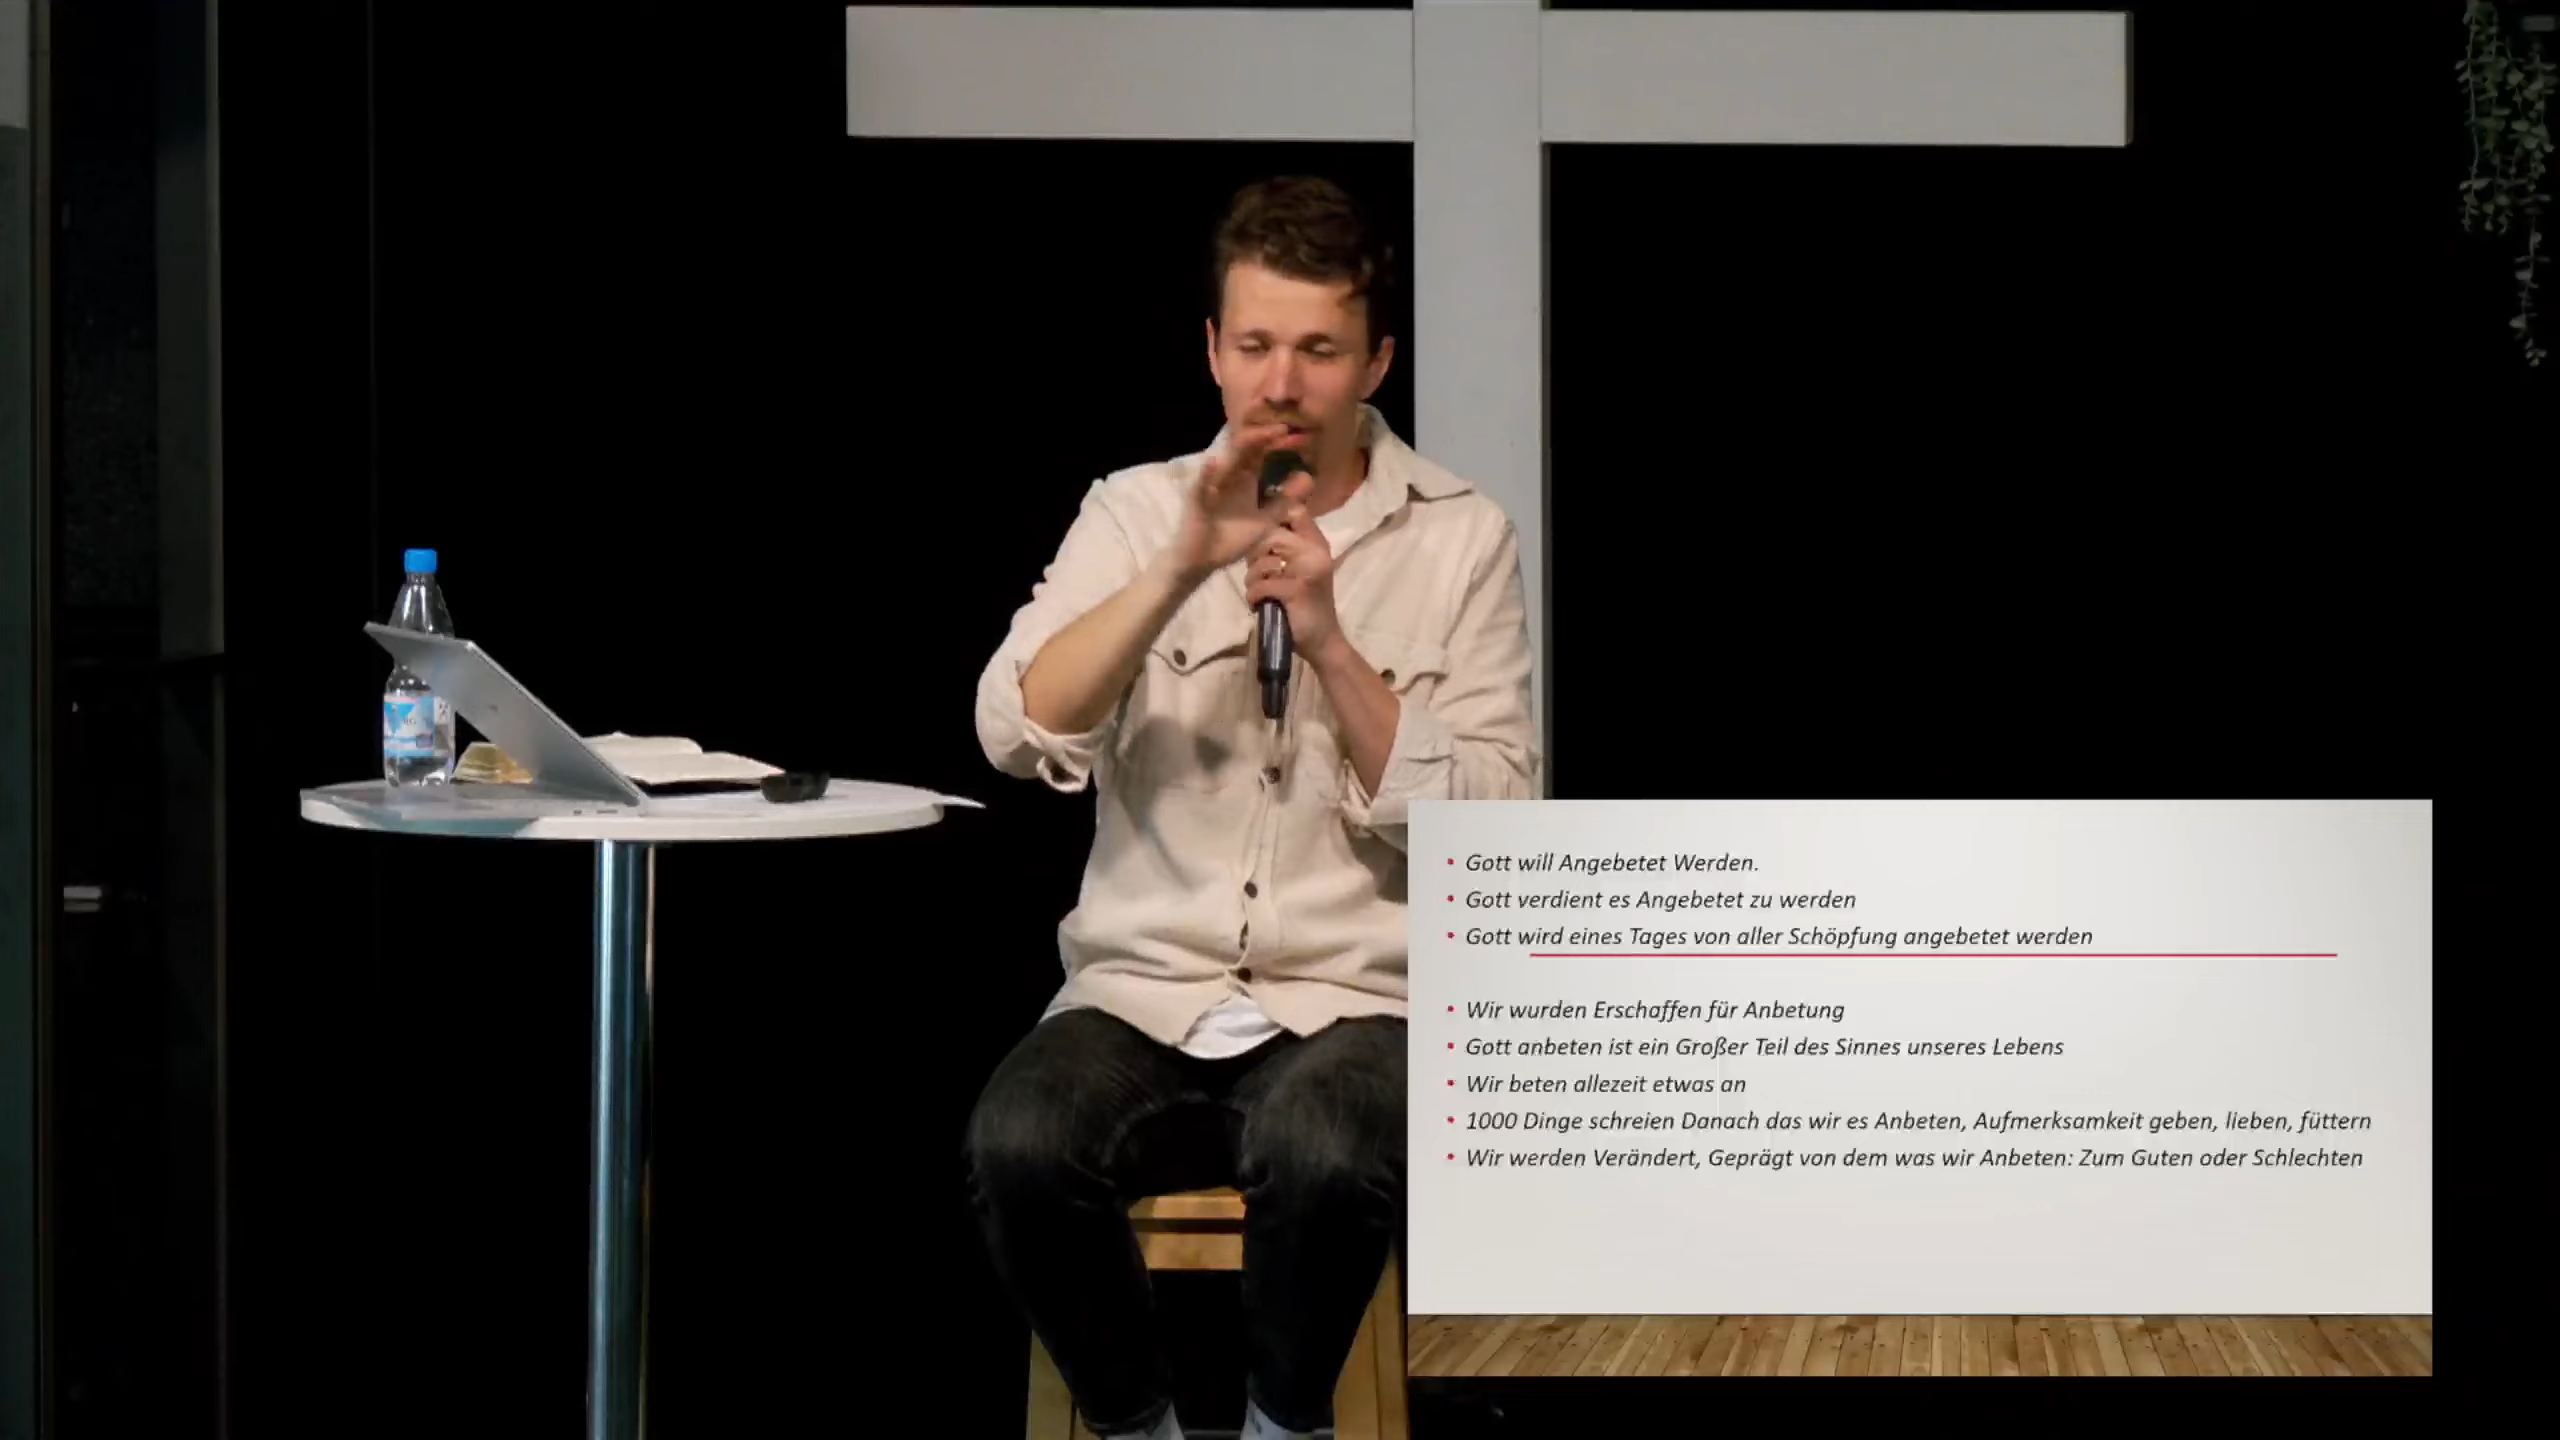 • Gott will Angebetet Werden.
• Gott verdient es Angebetet zu werden
• Gott wird eines Tages von aller Schöpfung angebetet werden
• Wir wurden Erschaffen für Anbetung
• Gott anbeten ist ein Großer Teil des Sinnes unseres Lebens
• Wir beten allezeit etwas an
• 1000 Dinge schreien Danach das wir es Anbeten, Aufmerksamkeit geben, lieben, füttern
• Wir werden Verändert, Geprägt von dem was wir Anbeten: Zum Guten oder Schlechten